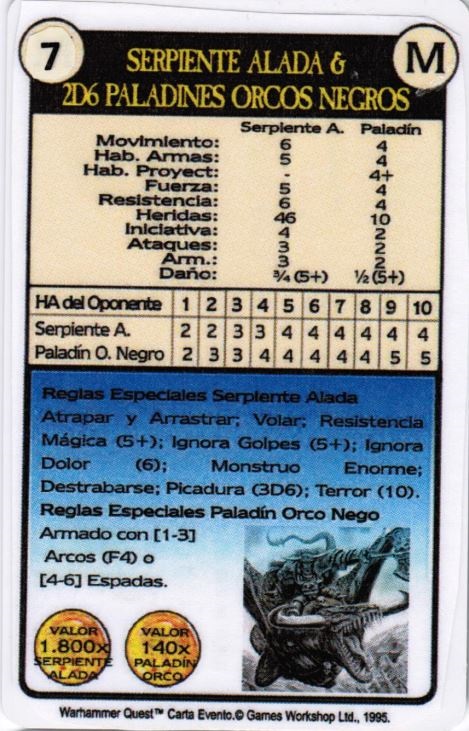 7
M
SERPIENTE ALADA &
2D6 PALADINES ORCOS NEGROS
Serpiente A. Paladín
Movimiento: 6 4
Hab. Armas: 5 4
Hab. Proyect: - 4+
Fuerza: 5 4
Resistencia: 6 4
Heridas: 46 10
Iniciativa: 4 2
Ataques: 3 2
Arm.: 3 2
Daño: ¾ (5+) ½ (5+)
HA del Oponente 1 2 3 4 5 6 7 8 9 10
Serpiente A. 2 2 3 3 4 4 4 4 4 4
Paladín O. Negro 2 3 3 4 4 4 4 4 5 5
Reglas Especiales Serpiente Alada
Atrapar y Arrastrar; Volar; Resistencia
Mágica (5+); Ignora Golpes (5+); Ignora
Dolor (6); Monstruo Enorme;
Destrabarse; Picadura (3D6); Terror (10).
Reglas Especiales Paladín Orco Nego
Armado con [1-3]
Arcos (F4) o
[4-6] Espadas.
VALOR
1.800x
SERPIENTE
ALADA
VALOR
140x
PALADÍN
ORCO
Warhammer Quest™ Carta Evento.© Games Workshop Ltd., 1995.